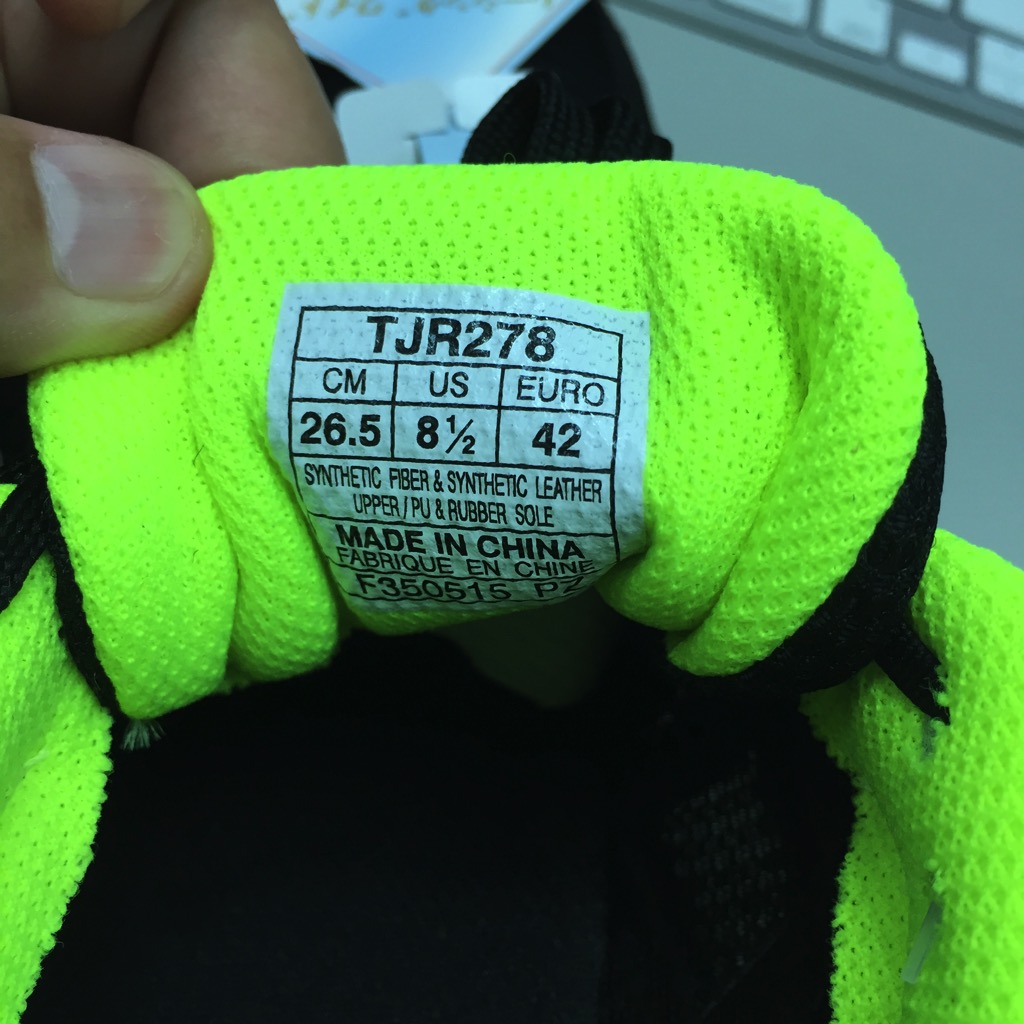 TJR278
CM US EURO
26.5 8½ 42
SYNTHETIC FIBER & SYNTHETIC LEATHER
UPPER / PU & RUBBER SOLE
MADE IN CHINA
FABRIQUE EN CHINE
F350515